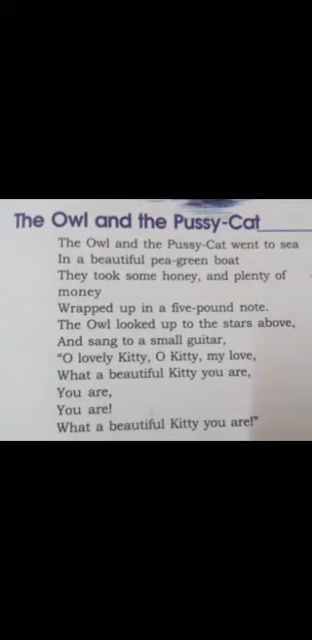 The Owl and the Pussy-Cat
The Owl and the Pussy-Cat went to sea
In a beautiful pea-green boat
They took some honey, and plenty of
money
Wrapped up in a five-pound note.
The Owl looked up to the stars above,
And sang to a small guitar,
"O lovely Kitty, O Kitty, my love,
What a beautiful Kitty you are,
You are,
You are!
What a beautiful Kitty you are!"